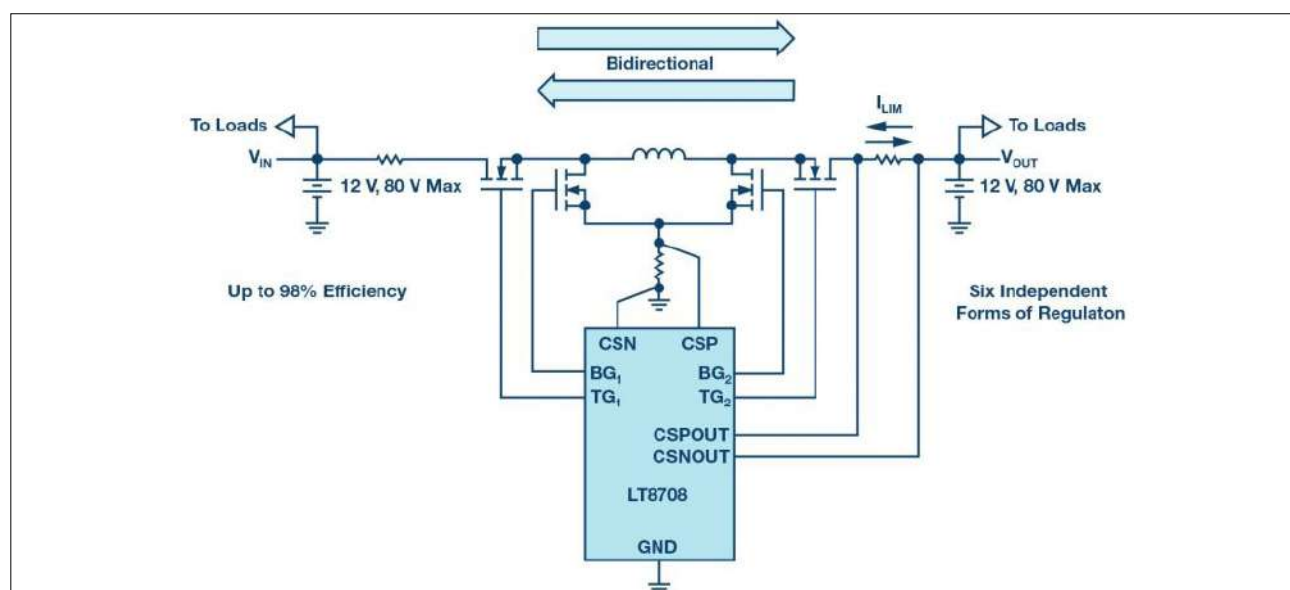 Bidirectional
I_LIM
To Loads
To Loads
V_IN
V_OUT
12 V, 80 V Max
12 V, 80 V Max
Up to 98% Efficiency
Six Independent
Forms of Regulaton
CSN
CSP
BG₁
BG₂
TG₁
TG₂
CSPOUT
CSNOUT
LT8708
GND